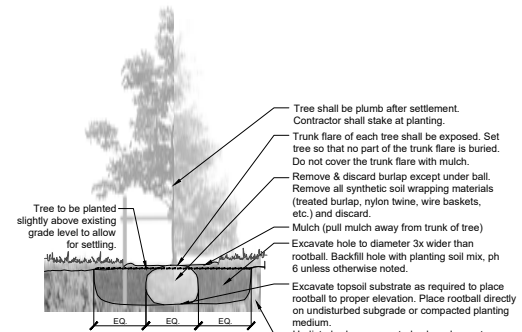 Tree shall be plumb after settlement.
Contractor shall stake at planting.
Trunk flare of each tree shall be exposed. Set
tree so that no part of the trunk flare is buried.
Do not cover the trunk flare with mulch.
Remove & discard burlap except under ball.
Remove all synthetic soil wrapping materials
(treated burlap, nylon twine, wire baskets,
etc.) and discard.
Mulch (pull mulch away from trunk of tree)
Excavate hole to diameter 3x wider than
rootball. Backfill hole with planting soil mix, ph
6 unless otherwise noted.
Excavate topsoil substrate as required to place
rootball to proper elevation. Place rootball directly
on undisturbed subgrade or compacted planting
medium.
Tree to be planted
slightly above existing
grade level to allow
for settling.
EQ. EQ. EQ.